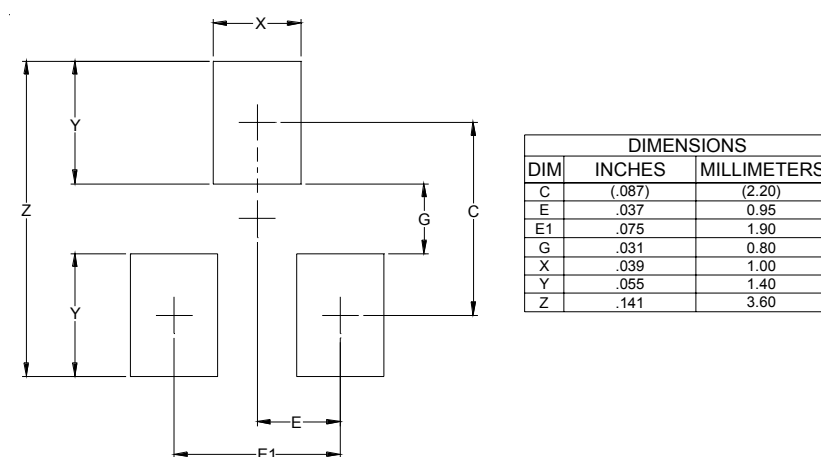 X
Y
Z
G
C
Y
E
E1
DIMENSIONS
DIM INCHES MILLIMETERS
C (.087) (2.20)
E .037 0.95
E1 .075 1.90
G .031 0.80
X .039 1.00
Y .055 1.40
Z .141 3.60